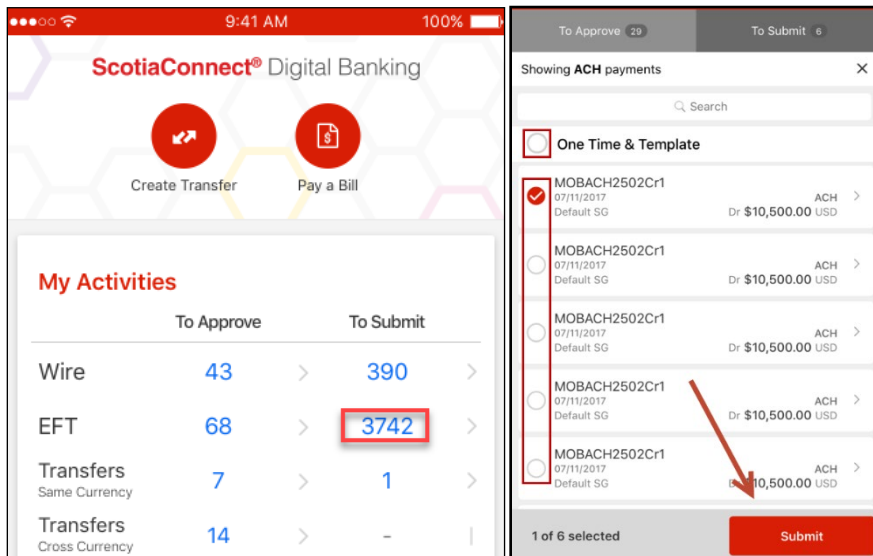 9:41 AM
100%
ScotiaConnect® Digital Banking
Create Transfer
Pay a Bill
My Activities
To Approve
To Submit
Wire
43
390
EFT
68
3742
Transfers
Same Currency
7
1
Transfers
Cross Currency
14
-
To Approve 29
To Submit 6
Showing ACH payments
Search
One Time & Template
MOBACH2502Cr1
07/11/2017
ACH
Default SG
Dr $10,500.00 USD
MOBACH2502Cr1
07/11/2017
ACH
Default SG
Dr $10,500.00 USD
MOBACH2502Cr1
07/11/2017
ACH
Default SG
Dr $10,500.00 USD
MOBACH2502Cr1
07/11/2017
ACH
Default SG
Dr $10,500.00 USD
MOBACH2502Cr1
07/11/2017
ACH
Default SG
10,500.00 USD
1 of 6 selected
Submit